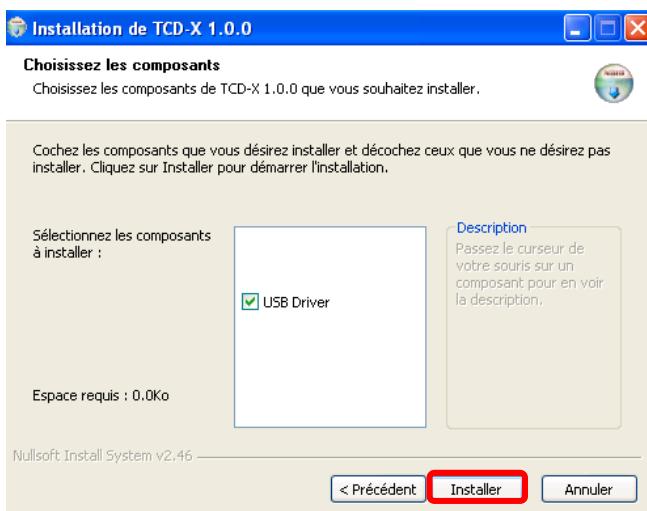 Installation de TCD-X 1.0.0
Choisissez les composants
Choisissez les composants de TCD-X 1.0.0 que vous souhaitez installer.
Cochez les composants que vous désirez installer et décochez ceux que vous ne désirez pas
installer. Cliquez sur Installer pour démarrer l'installation.
Sélectionnez les composants
à installer :
USB Driver
Description
Passez le curseur de
votre souris sur un
composant pour en voir
la description.
Espace requis : 0.0Ko
Nullsoft Install System v2.46
< Précédent
Installer
Annuler